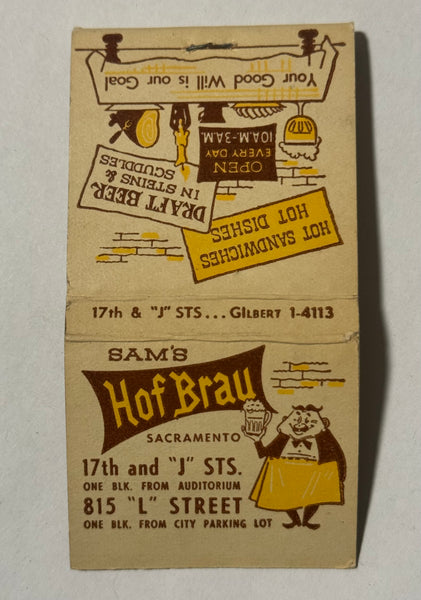 Your Good Will is our Goal
OPEN
EVERY DAY
10 A.M.-3 A.M.
DRAFT BEER
IN STEINS &
SCUDDLES
HOT SANDWICHES
HOT DISHES
17th & "J" STS... GILBERT 1-4113
SAM'S
Hof Brau
SACRAMENTO
17th and "J" STS.
ONE BLK. FROM AUDITORIUM
815 "L" STREET
ONE BLK. FROM CITY PARKING LOT